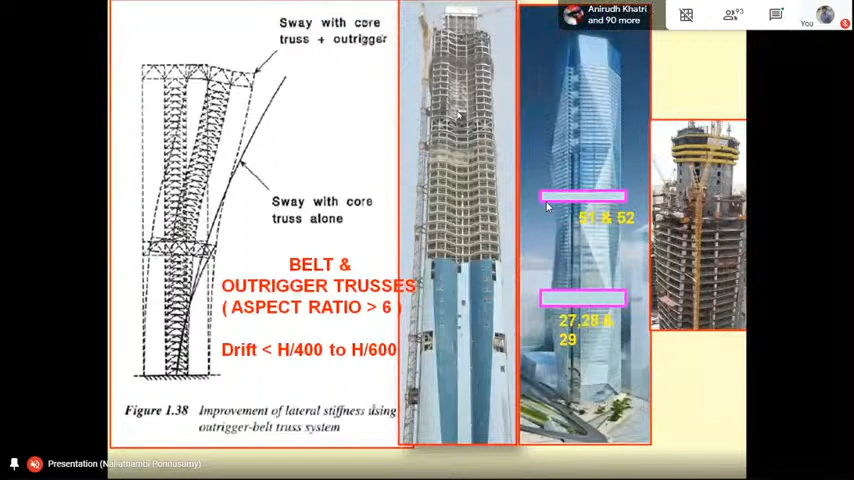 Sway with core
truss + outrigger
Sway with core
truss alone
BELT &
OUTRIGGER TRUSSES
( ASPECT RATIO > 6 )
Drift < H/400 to H/600
Figure 1.38 Improvement of lateral stiffness using
outrigger-belt truss system
51 & 52
27,28 &
29
Anirudh Khatri
and 90 more
93
You
Presentation (Nallathambi Ponnusamy)